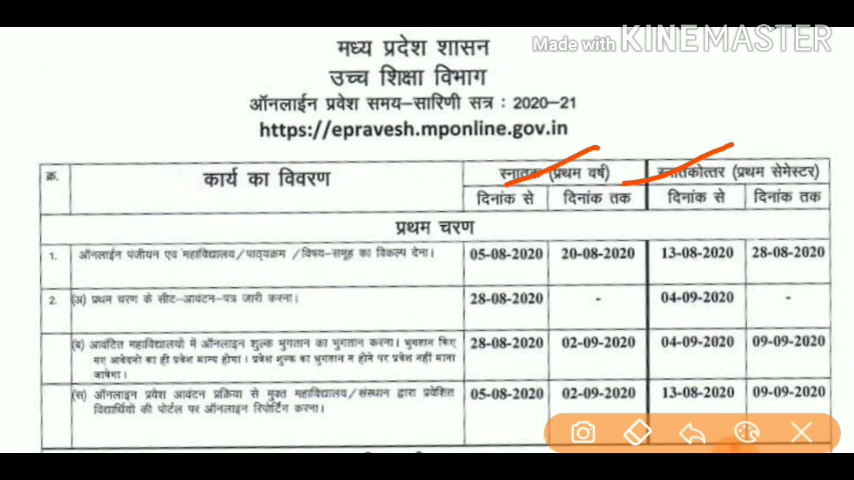 Made with KINEMASTER
मध्य प्रदेश शासन
उच्च शिक्षा विभाग
ऑनलाईन प्रवेश समय–सारिणी सत्र : 2020-21
https://epravesh.mponline.gov.in
क्र. कार्य का विवरण स्नातक (प्रथम वर्ष) स्नातकोत्तर (प्रथम सेमेस्टर)
दिनांक से दिनांक तक दिनांक से दिनांक तक
प्रथम चरण
1. ऑनलाईन पंजीयन एवं महाविद्यालय/पाठ्यक्रम /विषय-समूह का विकल्प देना। 05-08-2020 20-08-2020 13-08-2020 28-08-2020
2. (अ) प्रथम चरण के सीट-आवंटन-पत्र जारी करना। 28-08-2020 - 04-09-2020 -
(ब) आवंटित महाविद्यालयों में ऑनलाइन शुल्क भुगतान का भुगतान करना। भुगतान किए 28-08-2020 02-09-2020 04-09-2020 09-09-2020
गए आवेदनो का ही प्रवेश मान्य होगा। प्रवेश शुल्क का भुगतान न होने पर प्रवेश नहीं माना
जावेगा।
(स) ऑनलाइन प्रवेश आवंटन प्रक्रिया से मुक्त महाविद्यालय/संस्थान द्वारा प्रवेशित 05-08-2020 02-09-2020 13-08-2020 09-09-2020
विद्यार्थियों की पोर्टल पर ऑनलाइन रिपोर्टिंग करना।